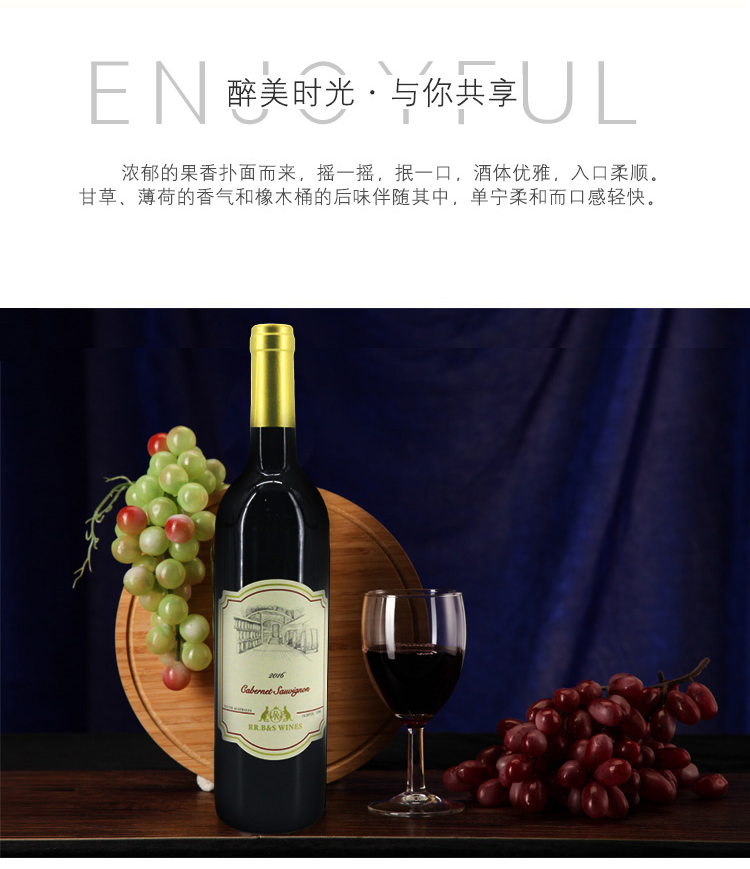 ENJOYFUL
醉美时光·与你共享
浓郁的果香扑面而来，摇一摇，抿一口，酒体优雅，入口柔顺。
甘草、薄荷的香气和橡木桶的后味伴随其中，单宁柔和而口感轻快。
2016
Cabernet Sauvignon
RR.B&S WINES